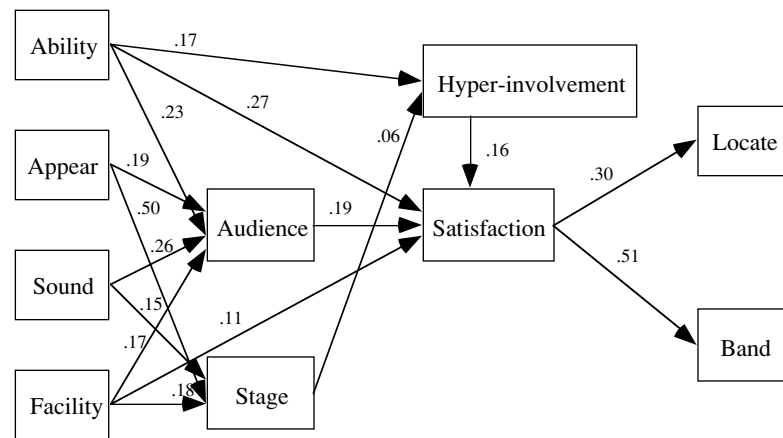 Ability
.17
Hyper-involvement
.27
.23
.06
Locate
Appear
.19
.16
.30
.50
Audience
.19
Satisfaction
.26
.51
Sound
.15
.11
.17
Band
Facility
.18
Stage